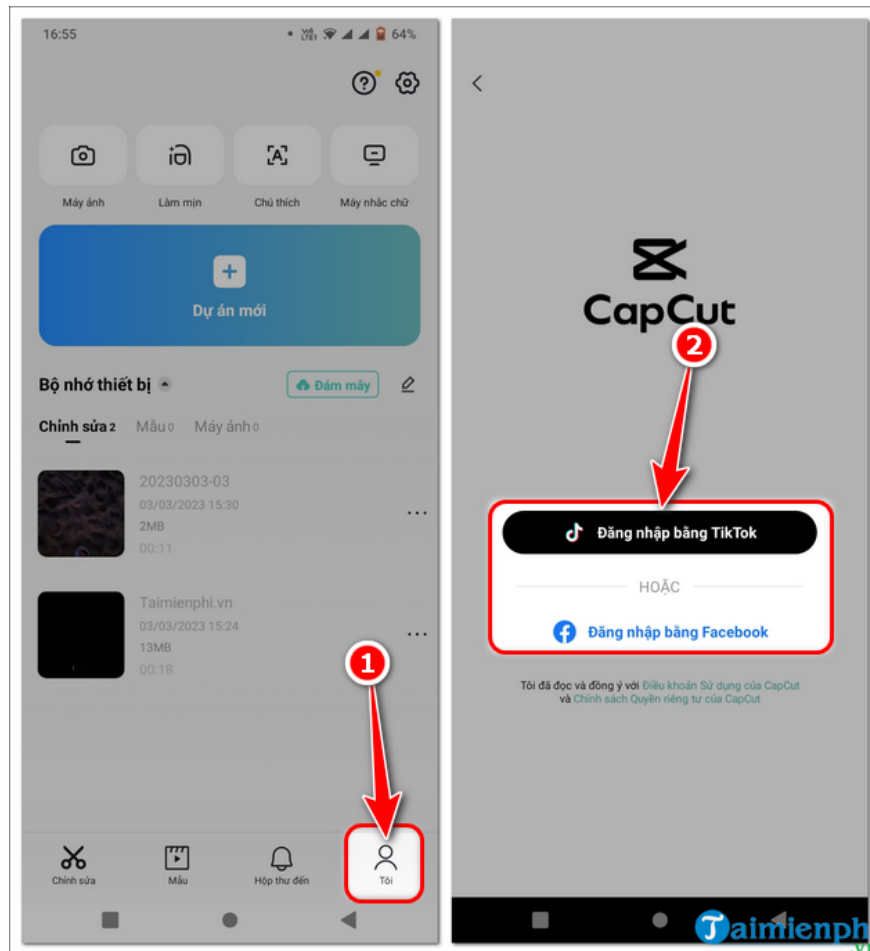 16:55
64%
Máy ảnh
Làm mịn
Chú thích
Máy nhắc chữ
Dự án mới
Bộ nhớ thiết bị
Đám mây
Chỉnh sửa 2
Mẫu 0
Máy ảnh 0
20230303-03
03/03/2023 15:30
2MB
00:11
Taimienphi.vn
03/03/2023 15:24
13MB
00:18
1
Chỉnh sửa
Mẫu
Hộp thư đến
Tôi
CapCut
2
Đăng nhập bằng TikTok
HOẶC
Đăng nhập bằng Facebook
Tôi đã đọc và đồng ý với Điều khoản Sử dụng của CapCut
và Chính sách Quyền riêng tư của CapCut
Taimienph